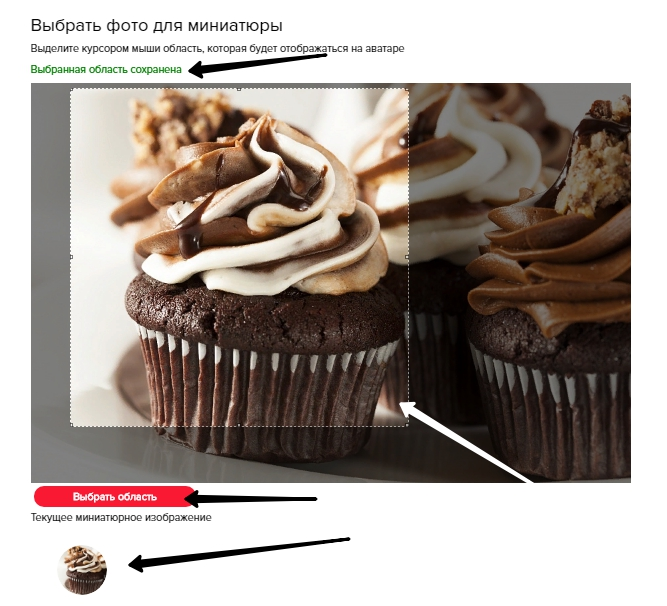 Выбрать фото для миниатюры
Выделите курсором мыши область, которая будет отображаться на аватаре
Выбранная область сохранена
Выбрать область
Текущее миниатюрное изображение